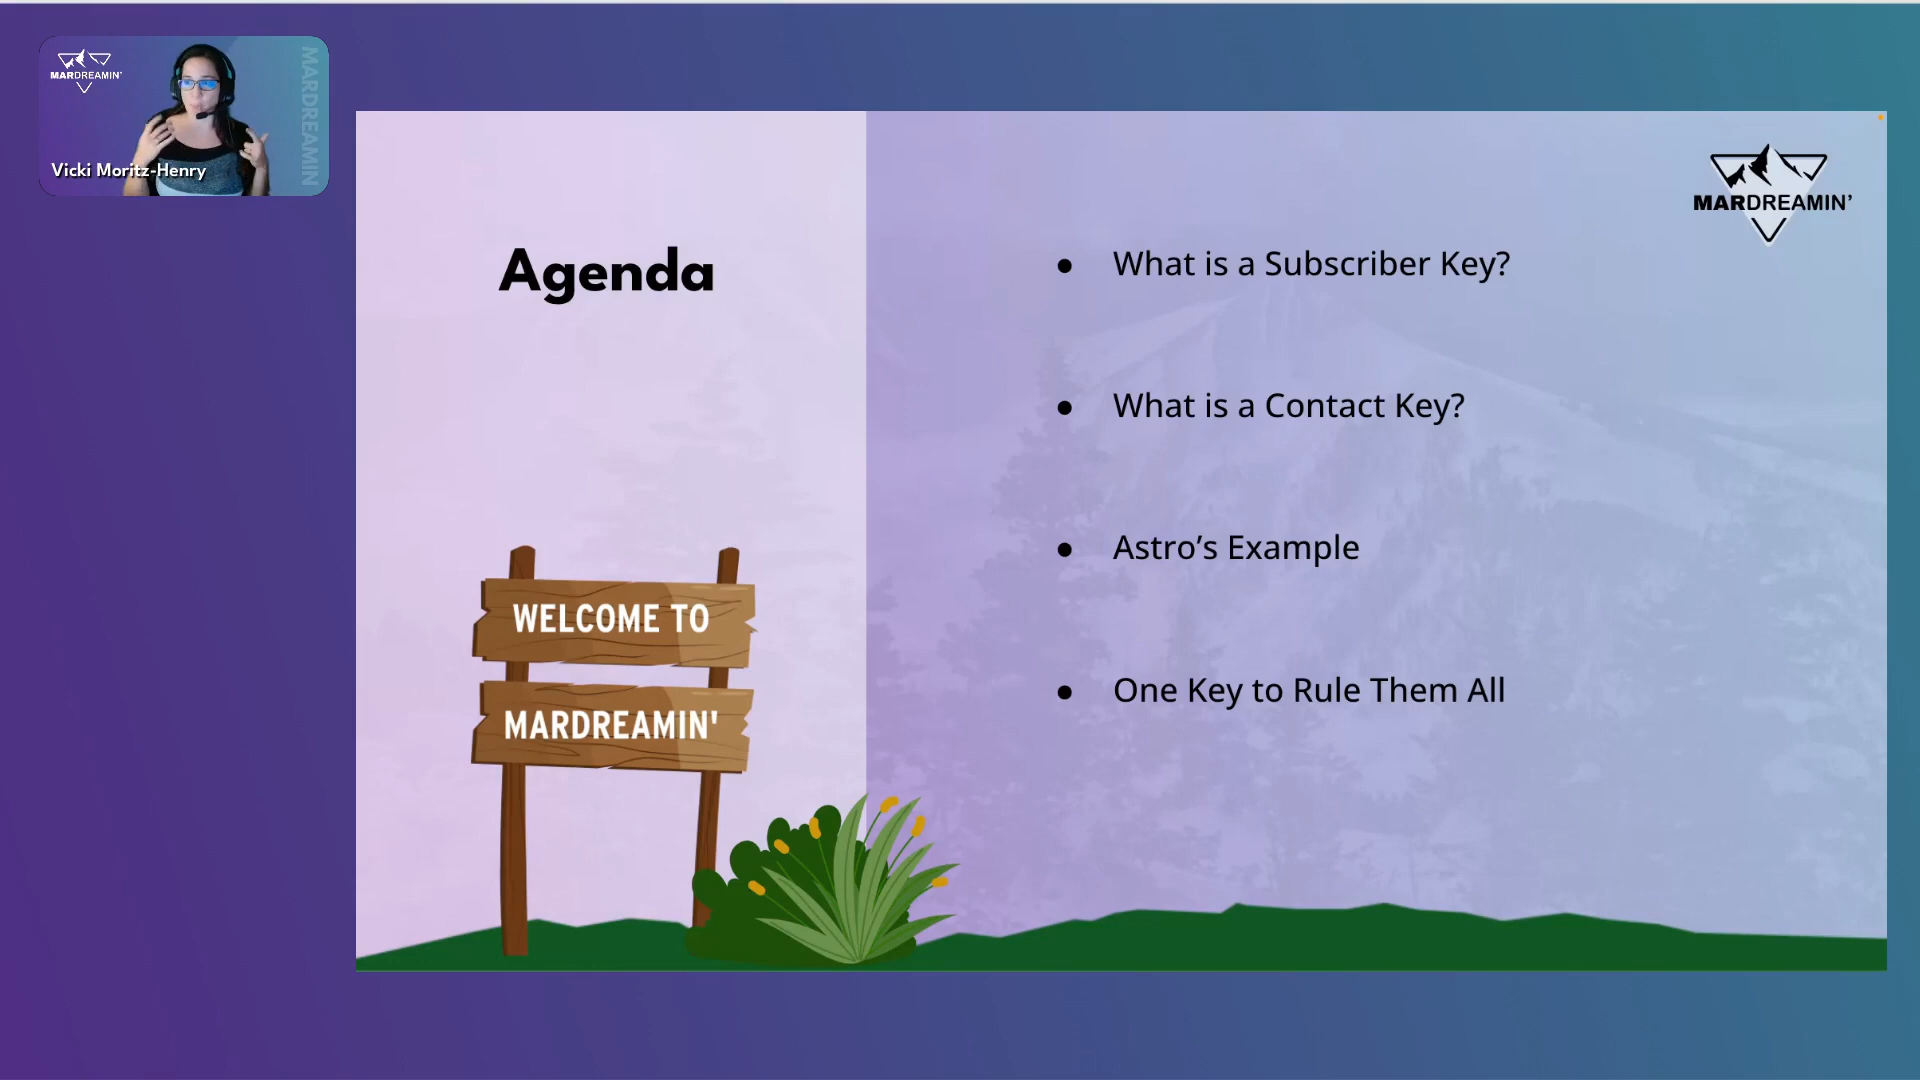 MARDREAMIN'
MARDREAMIN
Vicki Moritz-Henry
MARDREAMIN'
Agenda
● What is a Subscriber Key?
● What is a Contact Key?
● Astro’s Example
● One Key to Rule Them All
WELCOME TO
MARDREAMIN'